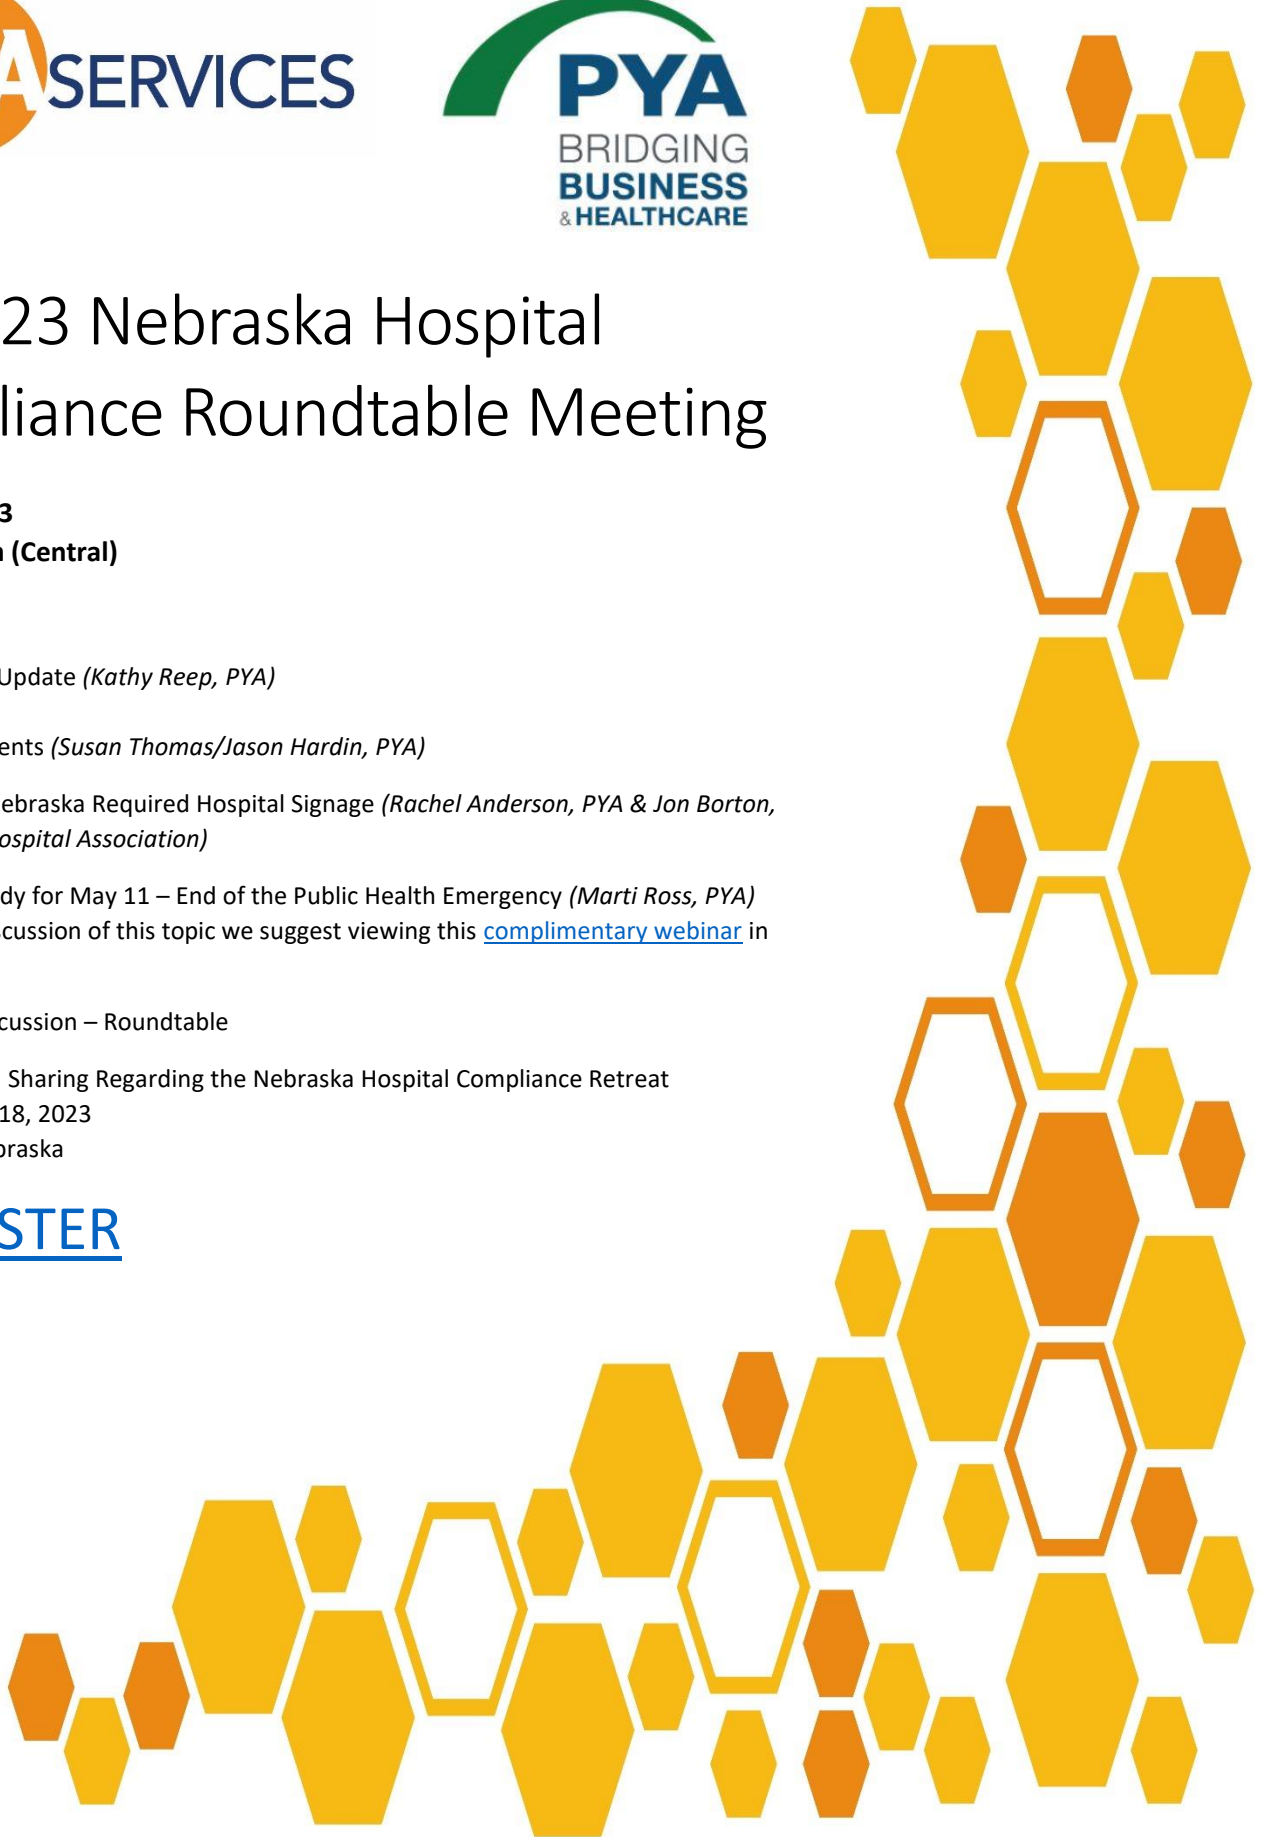 A SERVICES
PYA
BRIDGING
BUSINESS
& HEALTHCARE
23 Nebraska Hospital
liance Roundtable Meeting
3
(Central)
Update (Kathy Reep, PYA)
ents (Susan Thomas/Jason Hardin, PYA)
ebraska Required Hospital Signage (Rachel Anderson, PYA & Jon Borton,
ospital Association)
dy for May 11 – End of the Public Health Emergency (Marti Ross, PYA)
scussion of this topic we suggest viewing this complimentary webinar in
cussion – Roundtable
Sharing Regarding the Nebraska Hospital Compliance Retreat
18, 2023
braska
STER